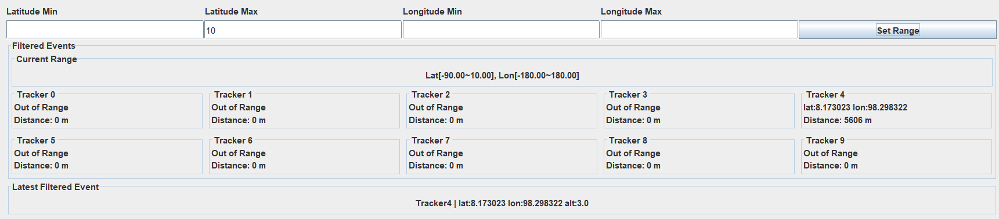 Latitude Min Latitude Max Longitude Min Longitude Max
10 Set Range
Filtered Events
Current Range
Lat[-90.00~10.00], Lon[-180.00~180.00]
Tracker 0 Tracker 1 Tracker 2 Tracker 3 Tracker 4
Out of Range Out of Range Out of Range Out of Range lat:8.173023 lon:98.298322
Distance: 0 m Distance: 0 m Distance: 0 m Distance: 0 m Distance: 5606 m
Tracker 5 Tracker 6 Tracker 7 Tracker 8 Tracker 9
Out of Range Out of Range Out of Range Out of Range Out of Range
Distance: 0 m Distance: 0 m Distance: 0 m Distance: 0 m Distance: 0 m
Latest Filtered Event
Tracker4 | lat:8.173023 lon:98.298322 alt:3.0